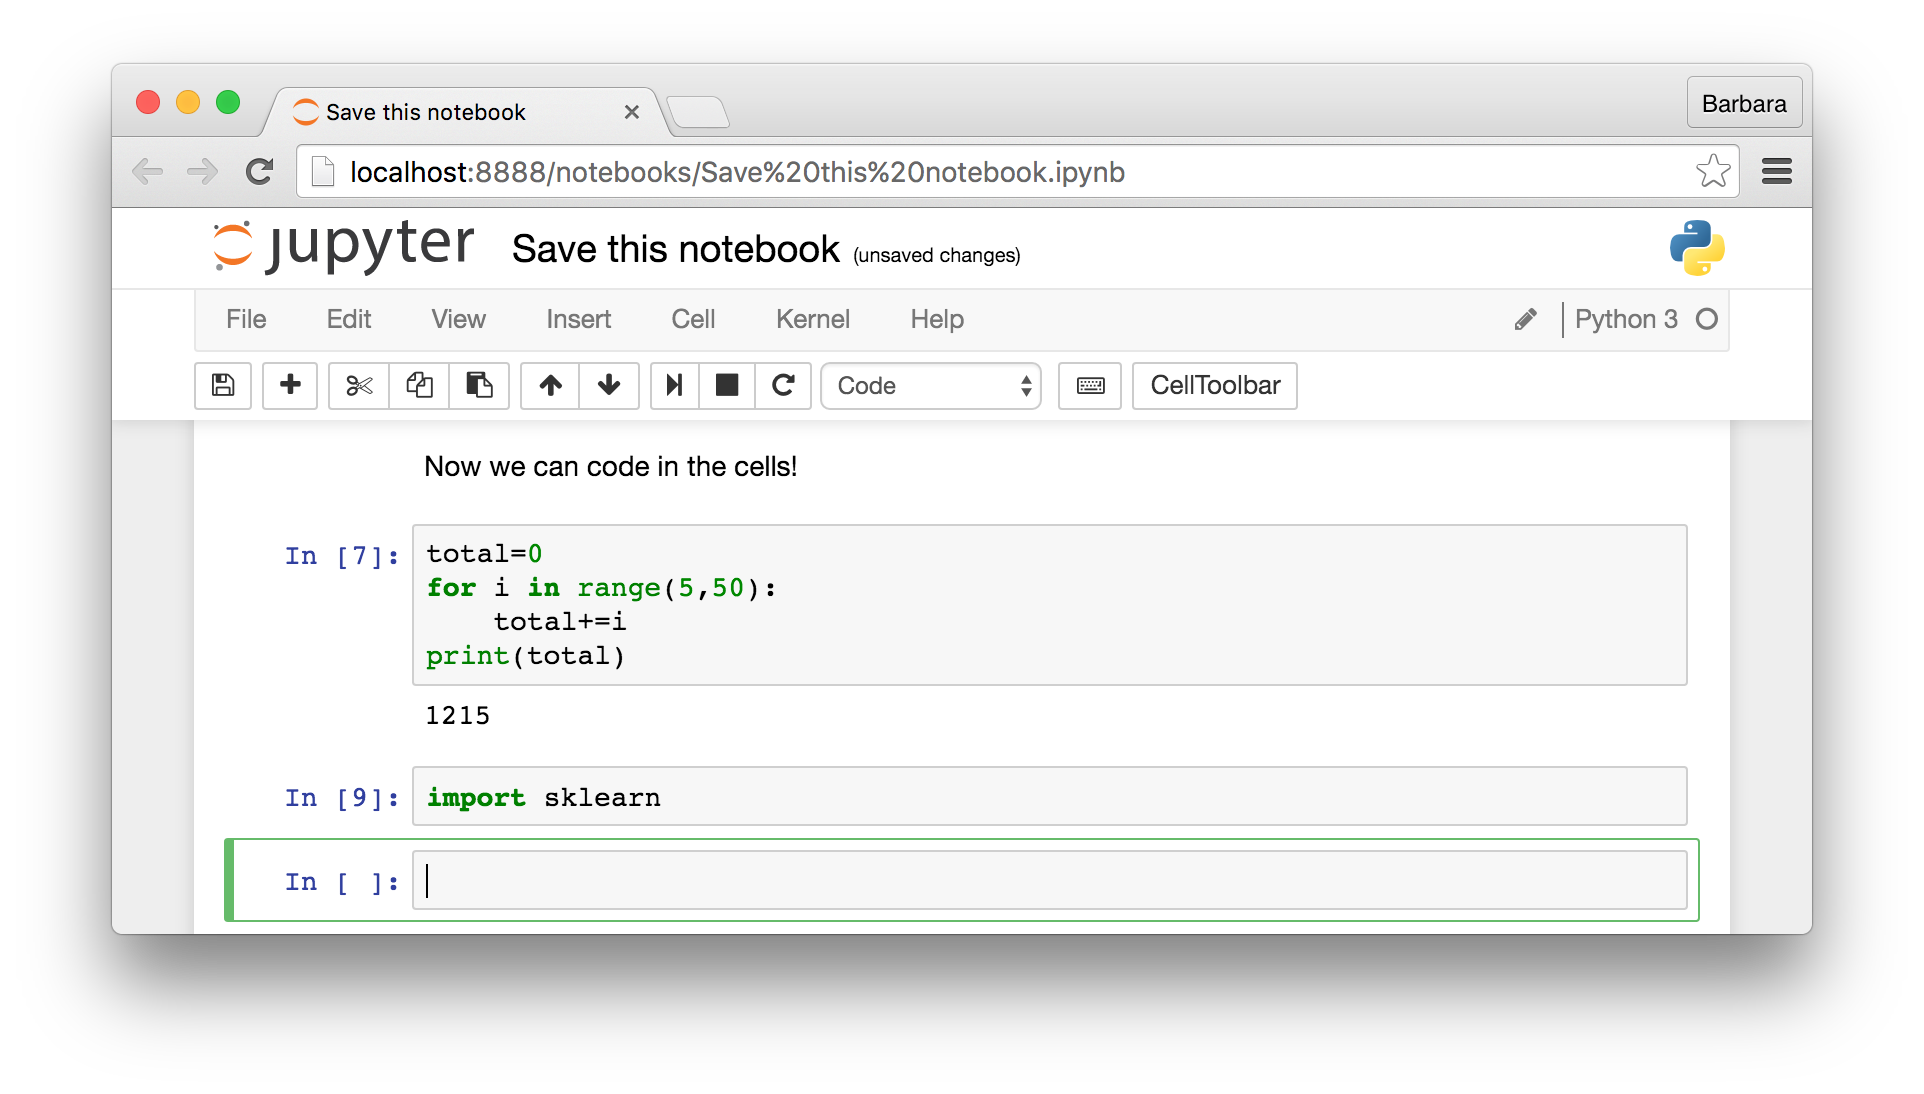 Save this notebook
Barbara
localhost:8888/notebooks/Save%20this%20notebook.ipynb
jupyter Save this notebook (unsaved changes)
File Edit View Insert Cell Kernel Help Python 3
Code CellToolbar
Now we can code in the cells!
In [7]: total=0
for i in range(5,50):
    total+=i
print(total)
1215
In [9]: import sklearn
In [ ]: